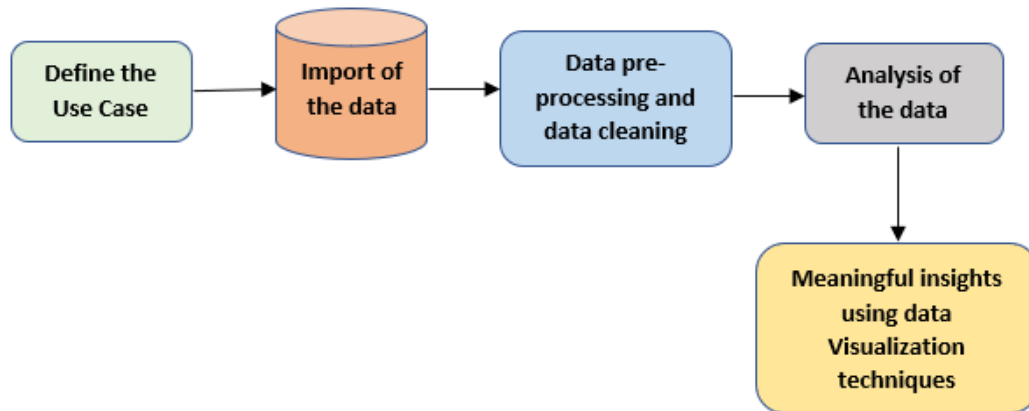 Define the
Use Case
Import of
the data
Data pre-
processing and
data cleaning
Analysis of
the data
Meaningful insights
using data
Visualization
techniques